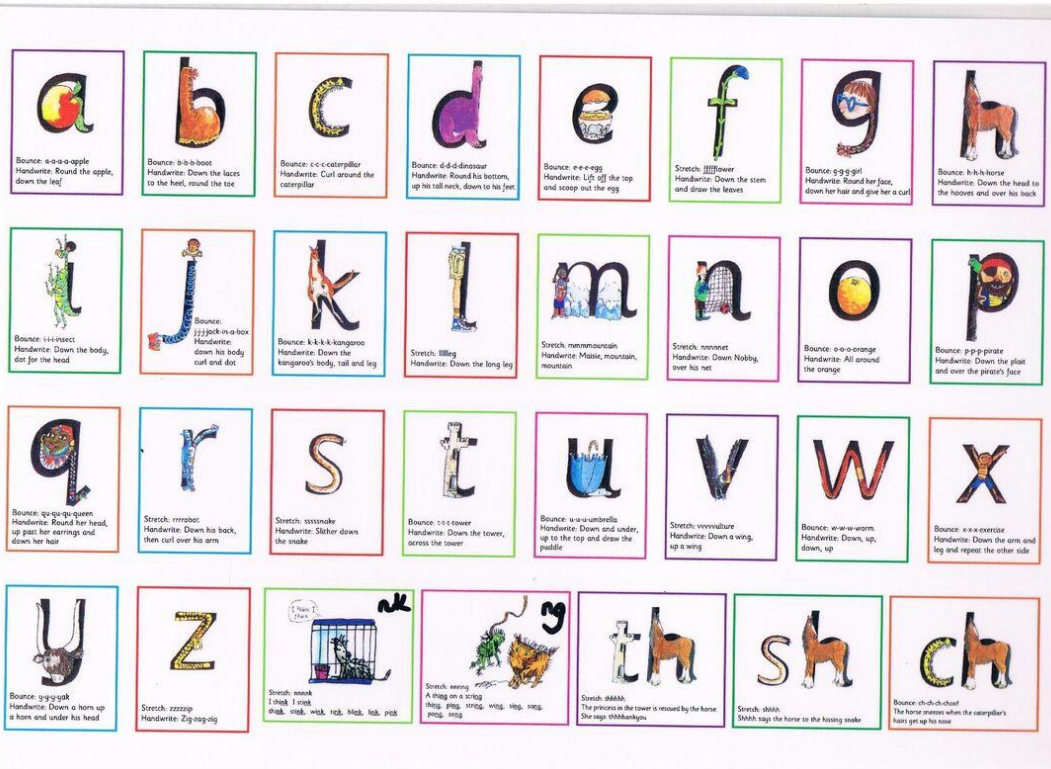 a
Bounce: a-a-a-a-apple
Handwrite: Round the apple,
down the leaf
b
Bounce: b-b-b-boot
Handwrite: Down the laces
to the heel, round the toe
c
Bounce: c-c-c-caterpillar
Handwrite: Curl around the
caterpillar
d
Bounce: d-d-d-dinosaur
Handwrite: Round his bottom,
up his tall neck, down to his feet
e
Bounce: e-e-e-egg
Handwrite: Lift off the top
and scoop out the egg
f
Stretch: ffffflower
Handwrite: Down the stem
and draw the leaves
g
Bounce: g-g-g-girl
Handwrite: Round her face,
down her hair and give her a curl
h
Bounce: h-h-h-horse
Handwrite: Down the head to
the hooves and over his back
i
Bounce: i-i-i-insect
Handwrite: Down the body,
dot for the head
j
Bounce:
j-j-j-jack-in-a-box
Handwrite:
down his body
curl and dot
k
Bounce: k-k-k-k-kangaroo
Handwrite: Down the
kangaroo's body, tail and leg
l
Stretch: lllleg
Handwrite: Down the long leg
m
Stretch: mmmmountain
Handwrite: Maisie, mountain,
mountain
n
Stretch: nnnnnet
Handwrite: Down Nobby,
over his net
o
Bounce: o-o-o-orange
Handwrite: All around
the orange
p
Bounce: p-p-p-pirate
Handwrite: Down the plait
and over the pirate's face
q
Bounce: qu-qu-qu-queen
Handwrite: Round her head,
up past her earrings and
down her hair
r
Stretch: rrrrobot
Handwrite: Down his back,
then curl over his arm
s
Stretch: sssssnake
Handwrite: Slither down
the snake
t
Bounce: t-t-t-tower
Handwrite: Down the tower,
across the tower
u
Bounce: u-u-u-umbrella
Handwrite: Down and under,
up to the top and draw the
puddle
v
Stretch: vvvvvulture
Handwrite: Down a wing,
up a wing
w
Bounce: w-w-w-worm
Handwrite: Down, up,
down, up
x
Bounce: x-x-x-exercise
Handwrite: Down the arm and
leg and repeat the other side
y
Bounce: y-y-y-yak
Handwrite: Down a horn up
a horn and under his head
z
Stretch: zzzzzip
Handwrite: Zig-zag-zig
I think I
stink
nk
Stretch: nnnnk
I think I stink
think, stink, wink, tink, blink, link, pink
ng
Stretch: nnnng
A thing on a string
thing, ping, string, wing, sing, song,
pong, song
th
Stretch: thhhhh
The princess in the tower is rescued by the horse
She says: thhhhankyou
sh
Stretch: shhhh
Shhhh says the horse to the hissing snake
ch
Bounce: ch-ch-ch-choo!
The horse sneezes when the caterpillar's
hairs get up his nose